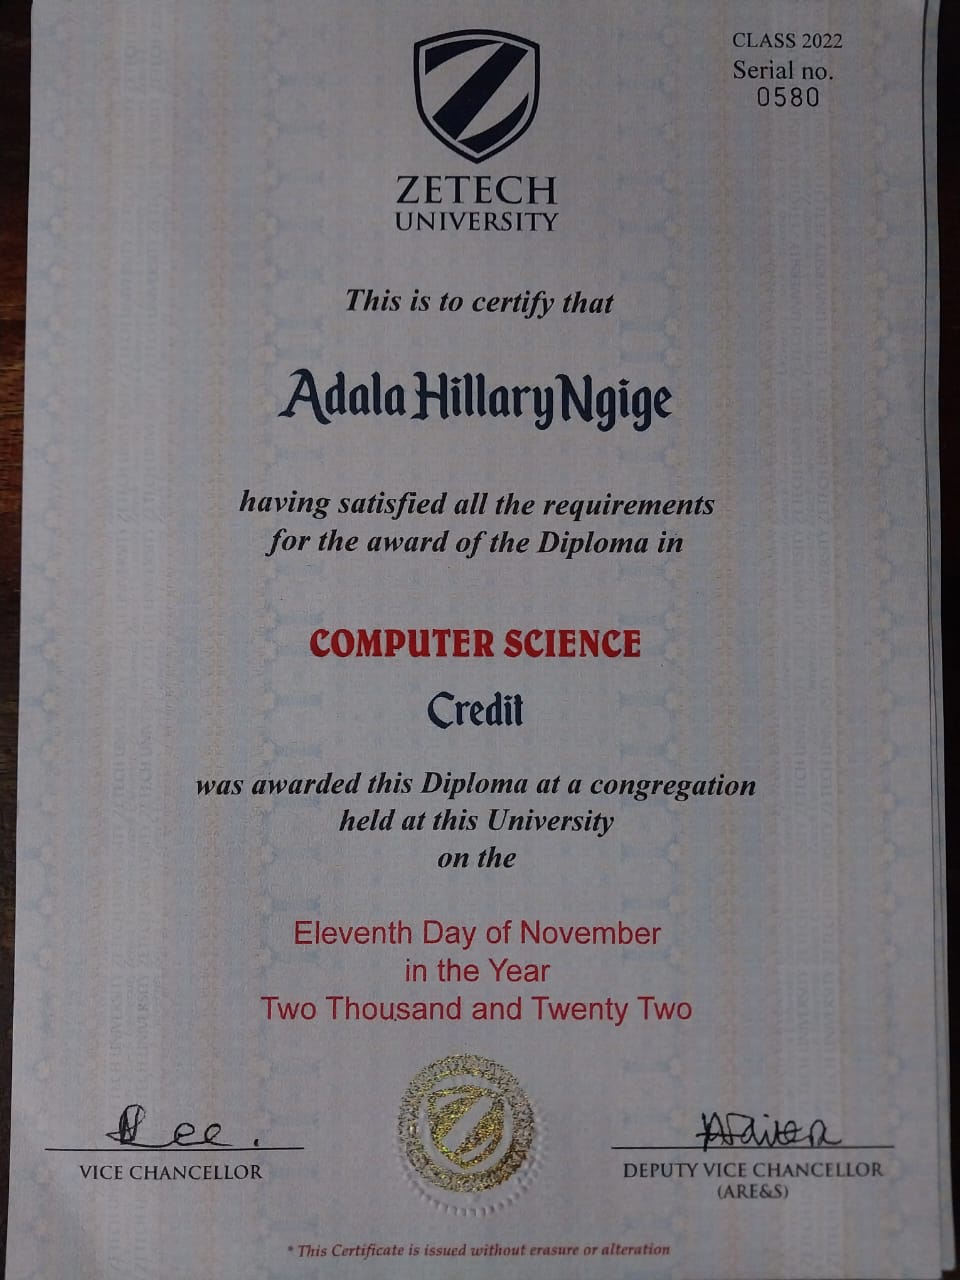 CLASS 2022
Serial no.
0580
ZETECH
UNIVERSITY
This is to certify that
Adala Hillary Ngige
having satisfied all the requirements
for the award of the Diploma in
COMPUTER SCIENCE
Credit
was awarded this Diploma at a congregation
held at this University
on the
Eleventh Day of November
in the Year
Two Thousand and Twenty Two
VICE CHANCELLOR
DEPUTY VICE CHANCELLOR
(ARE&S)
* This Certificate is issued without erasure or alteration